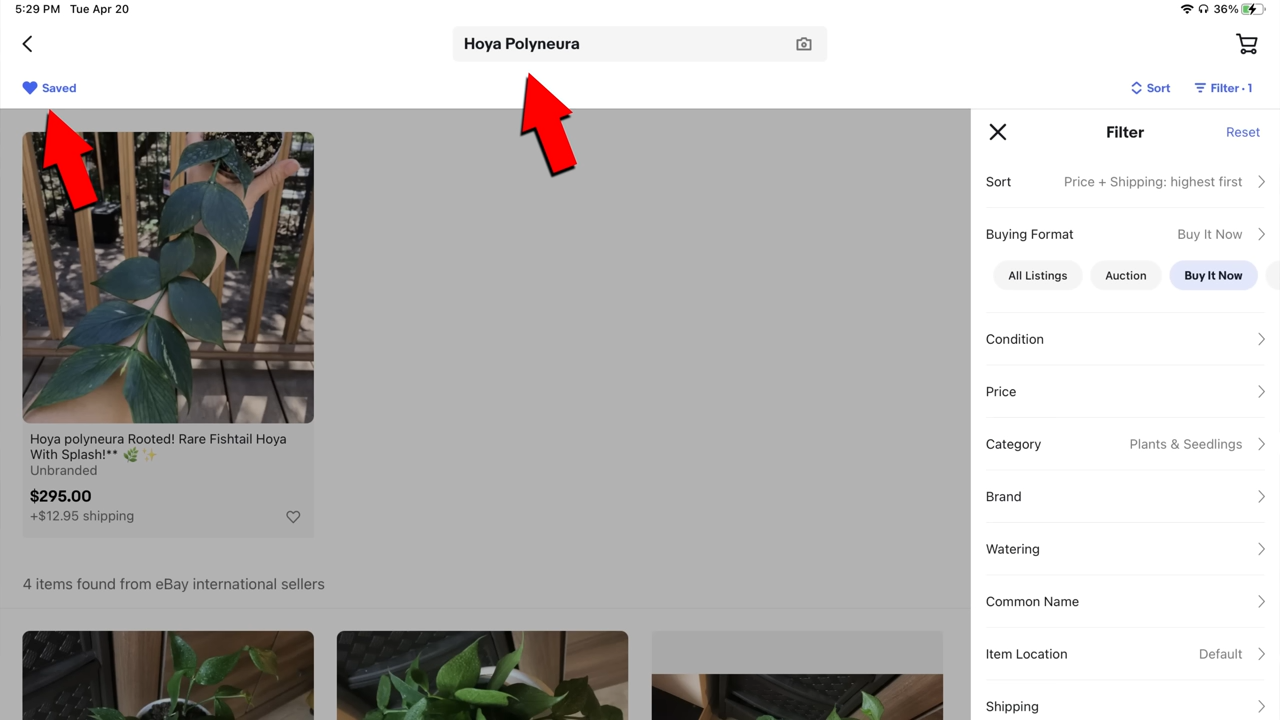 5:29 PM Tue Apr 20
36%
Hoya Polyneura
Saved
Sort
Filter · 1
Hoya polyneura Rooted! Rare Fishtail Hoya
With Splash!** 🌿 ✨
Unbranded
$295.00
+$12.95 shipping
4 items found from eBay international sellers
Filter
Reset
Sort
Price + Shipping: highest first
Buying Format
Buy It Now
All Listings
Auction
Buy It Now
Condition
Price
Category
Plants & Seedlings
Brand
Watering
Common Name
Item Location
Default
Shipping